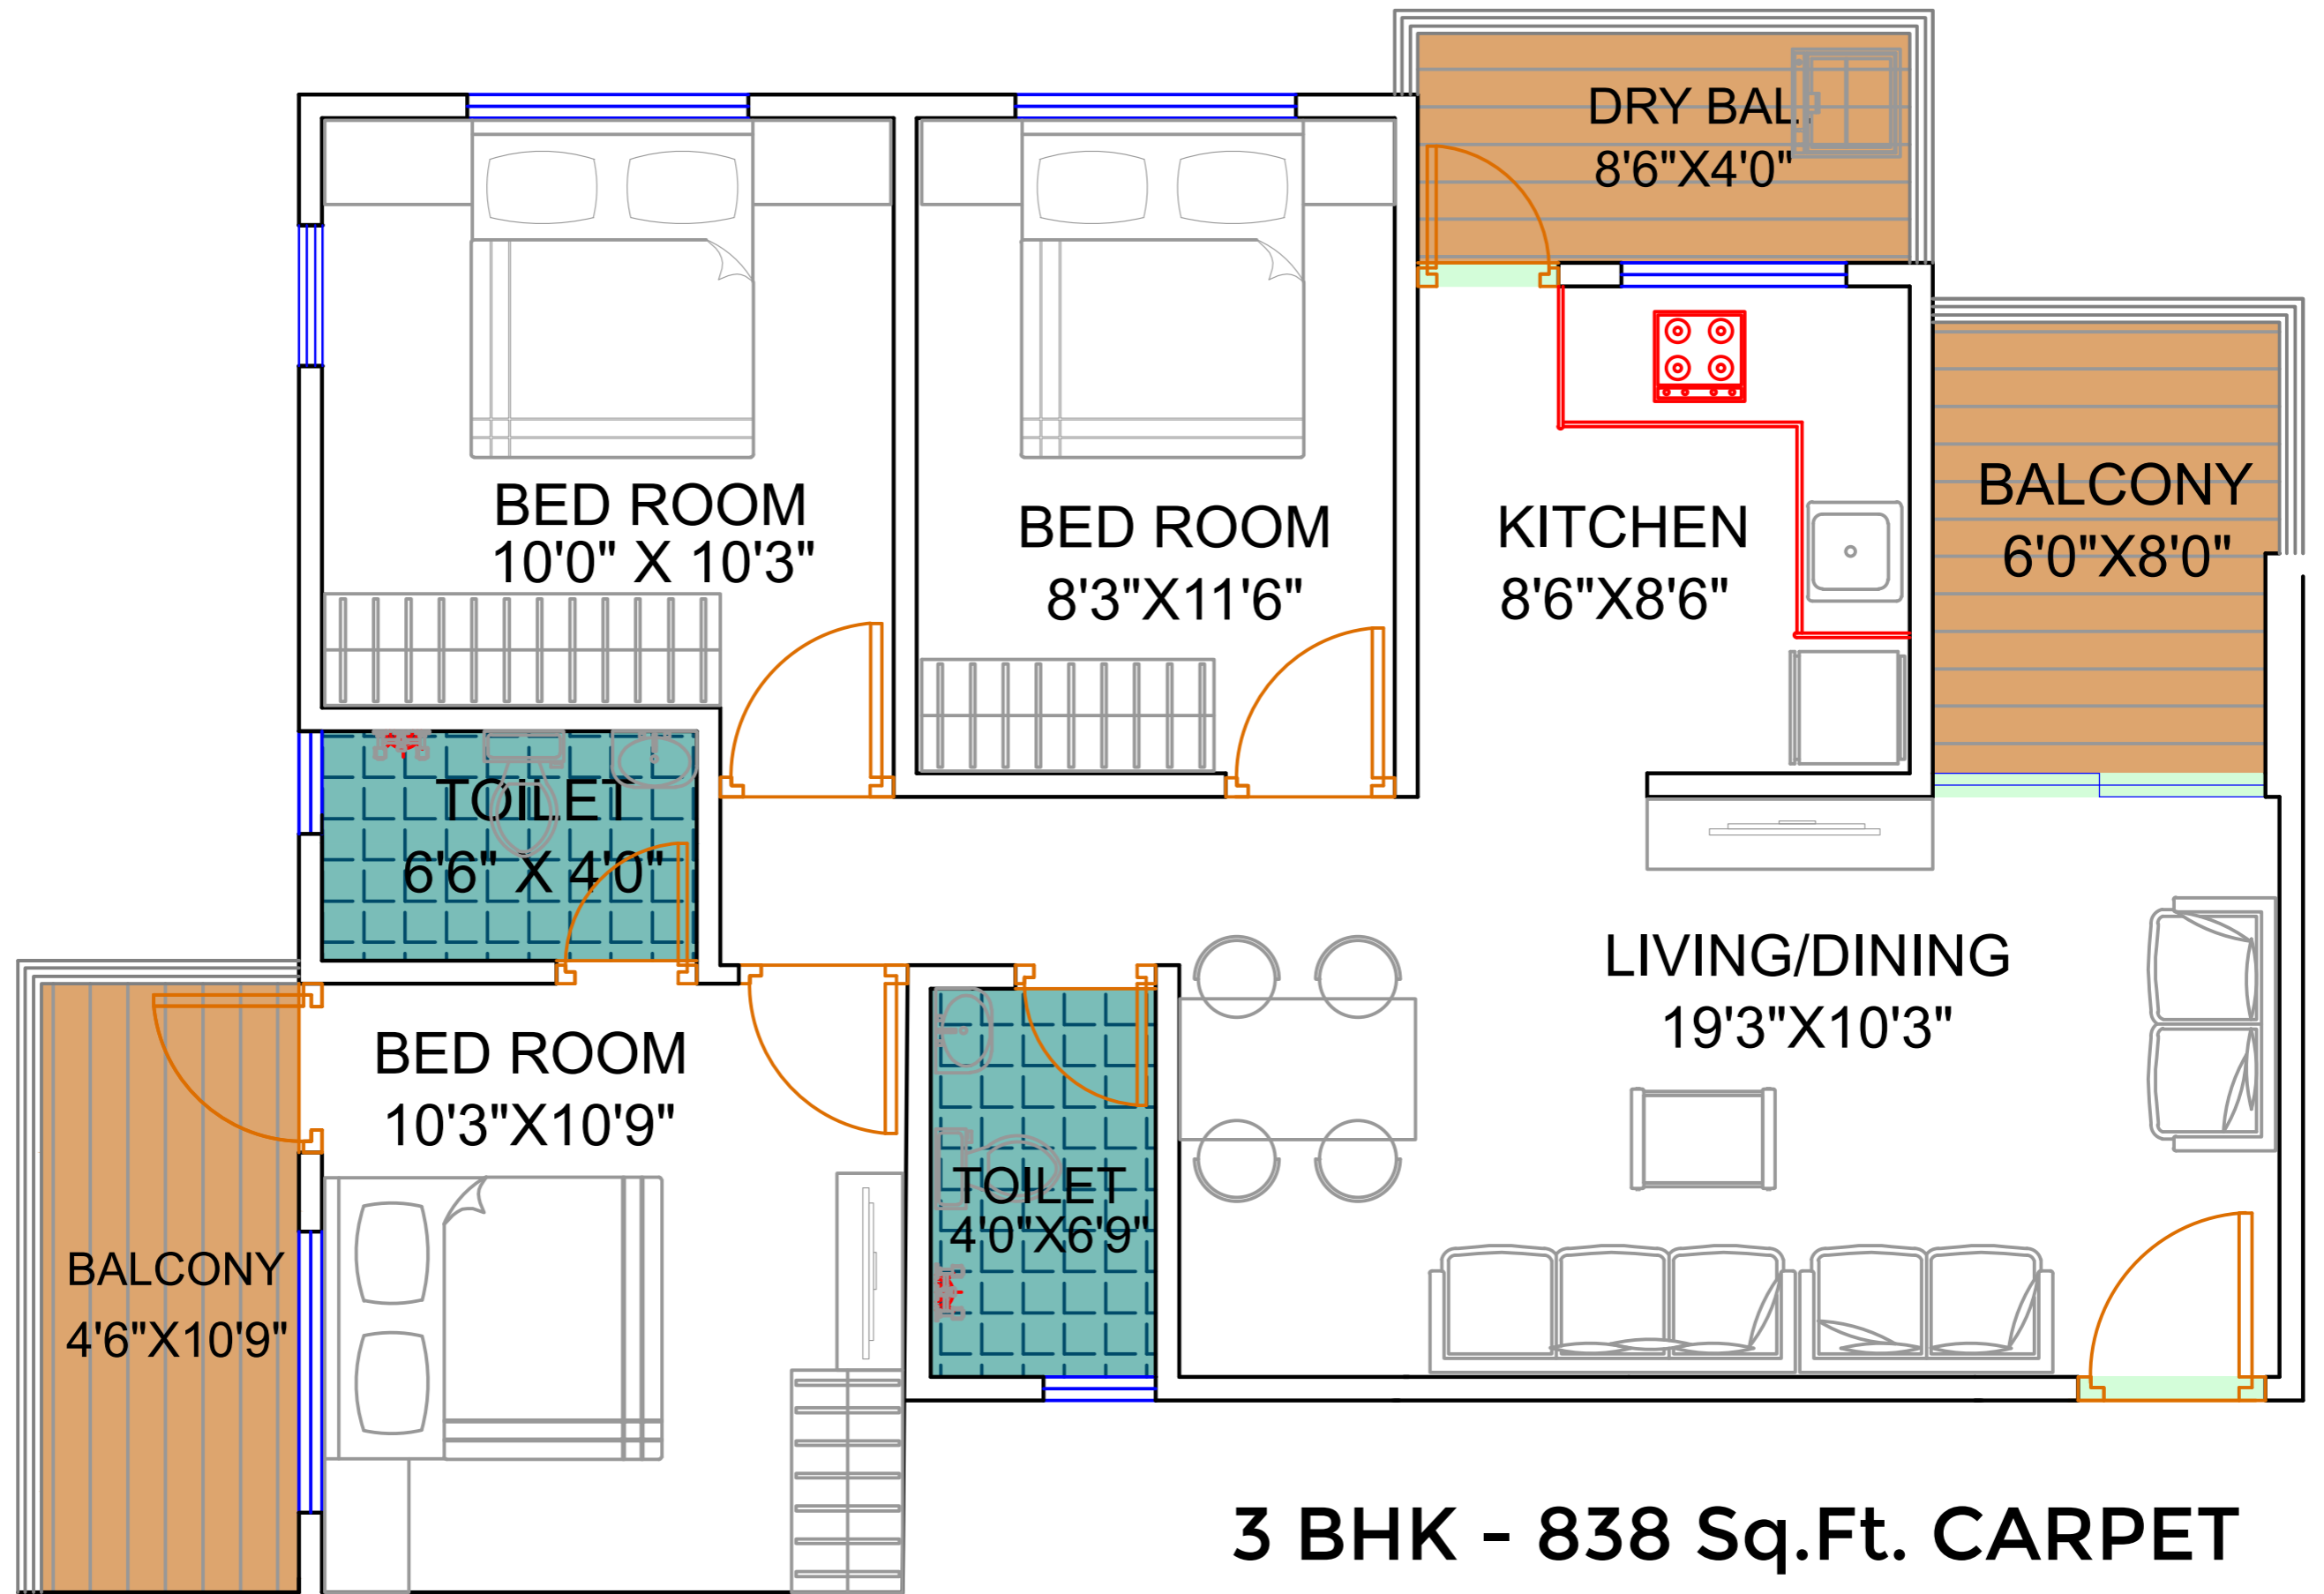 DRY BAL.
8'6"X4'0"
BED ROOM
10'0" X 10'3"
BED ROOM
8'3"X11'6"
KITCHEN
8'6"X8'6"
BALCONY
6'0"X8'0"
TOILET
6'6" X 4'0"
LIVING/DINING
19'3"X10'3"
BED ROOM
10'3"X10'9"
TOILET
4'0"X6'9"
BALCONY
4'6"X10'9"
3 BHK - 838 Sq.Ft. CARPET